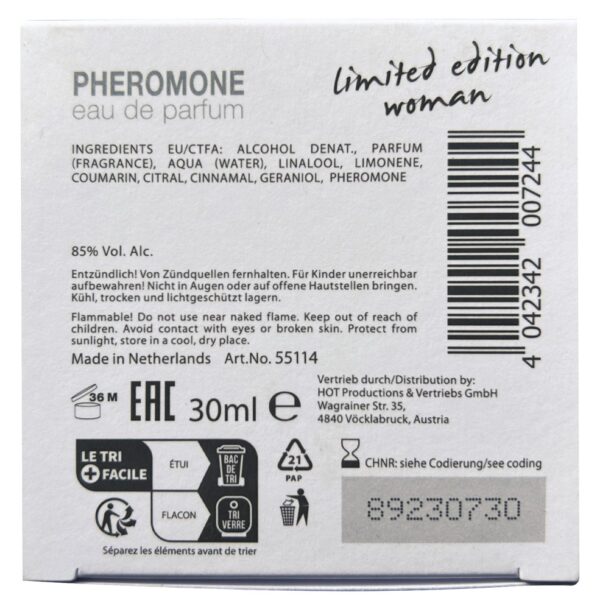 PHEROMONE
eau de parfum
limited edition
woman
INGREDIENTS EU/CTFA: ALCOHOL DENAT., PARFUM
(FRAGRANCE), AQUA (WATER), LINALOOL, LIMONENE,
COUMARIN, CITRAL, CINNAMAL, GERANIOL, PHEROMONE
4 042342 007244
85% Vol. Alc.
Entzündlich! Von Zündquellen fernhalten. Für Kinder unerreichbar
aufbewahren! Nicht in Augen oder auf offene Hautstellen bringen.
Kühl, trocken und lichtgeschützt lagern.
Flammable! Do not use near naked flame. Keep out of reach of
children. Avoid contact with eyes or broken skin. Protect from
sunlight, store in a cool, dry place.
Made in Netherlands Art.No. 55114
36 M
EAC
30ml ℮
Vertrieb durch/Distribution by:
HOT Productions & Vertriebs GmbH
Wagrainer Str. 35,
4840 Vöcklabruck, Austria
LE TRI
+ FACILE
ÉTUI
BAC
DE
TRI
FLACON
TRI
VERRE
Séparez les éléments avant de trier
21
PAP
CHNR: siehe Codierung/see coding
89230730